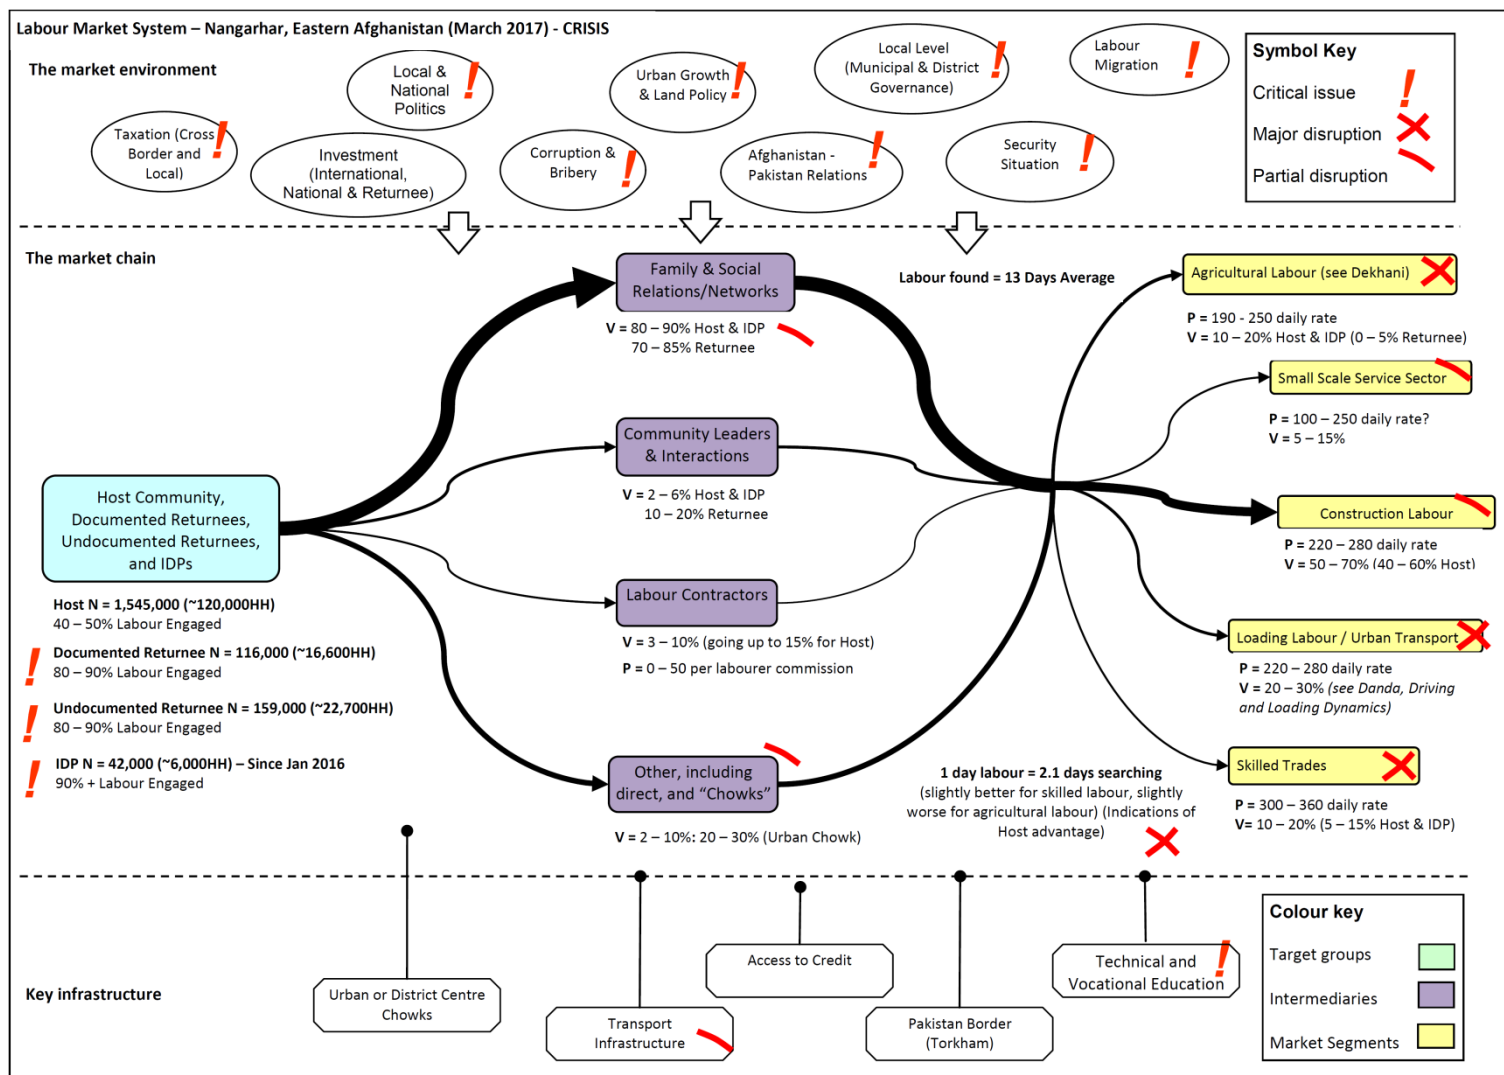 Labour Market System – Nangarhar, Eastern Afghanistan (March 2017) - CRISIS
The market environment
Local &
National
Politics
Urban Growth
& Land Policy
Local Level
(Municipal & District
Governance)
Labour
Migration
Taxation (Cross
Border and
Local)
Investment
(International,
National & Returnee)
Corruption &
Bribery
Afghanistan -
Pakistan Relations
Security
Situation
Symbol Key
Critical issue
Major disruption
Partial disruption
The market chain
Host Community,
Documented Returnees,
Undocumented Returnees,
and IDPs
Host N = 1,545,000 (~120,000HH)
40 – 50% Labour Engaged
Documented Returnee N = 116,000 (~16,600HH)
80 – 90% Labour Engaged
Undocumented Returnee N = 159,000 (~22,700HH)
80 – 90% Labour Engaged
IDP N = 42,000 (~6,000HH) – Since Jan 2016
90% + Labour Engaged
Family & Social
Relations/Networks
V = 80 – 90% Host & IDP
70 – 85% Returnee
Community Leaders
& Interactions
V = 2 – 6% Host & IDP
10 – 20% Returnee
Labour Contractors
V = 3 – 10% (going up to 15% for Host)
P = 0 – 50 per labourer commission
Other, including
direct, and “Chowks”
V = 2 – 10%: 20 – 30% (Urban Chowk)
Labour found = 13 Days Average
1 day labour = 2.1 days searching
(slightly better for skilled labour, slightly
worse for agricultural labour) (Indications of
Host advantage)
Agricultural Labour (see Dekhani)
P = 190 - 250 daily rate
V = 10 – 20% Host & IDP (0 – 5% Returnee)
Small Scale Service Sector
P = 100 – 250 daily rate?
V = 5 – 15%
Construction Labour
P = 220 – 280 daily rate
V = 50 – 70% (40 – 60% Host)
Loading Labour / Urban Transport
P = 220 – 280 daily rate
V = 20 – 30% (see Danda, Driving
and Loading Dynamics)
Skilled Trades
P = 300 – 360 daily rate
V= 10 – 20% (5 – 15% Host & IDP)
Key infrastructure
Urban or District Centre
Chowks
Transport
Infrastructure
Access to Credit
Pakistan Border
(Torkham)
Technical and
Vocational Education
Colour key
Target groups
Intermediaries
Market Segments